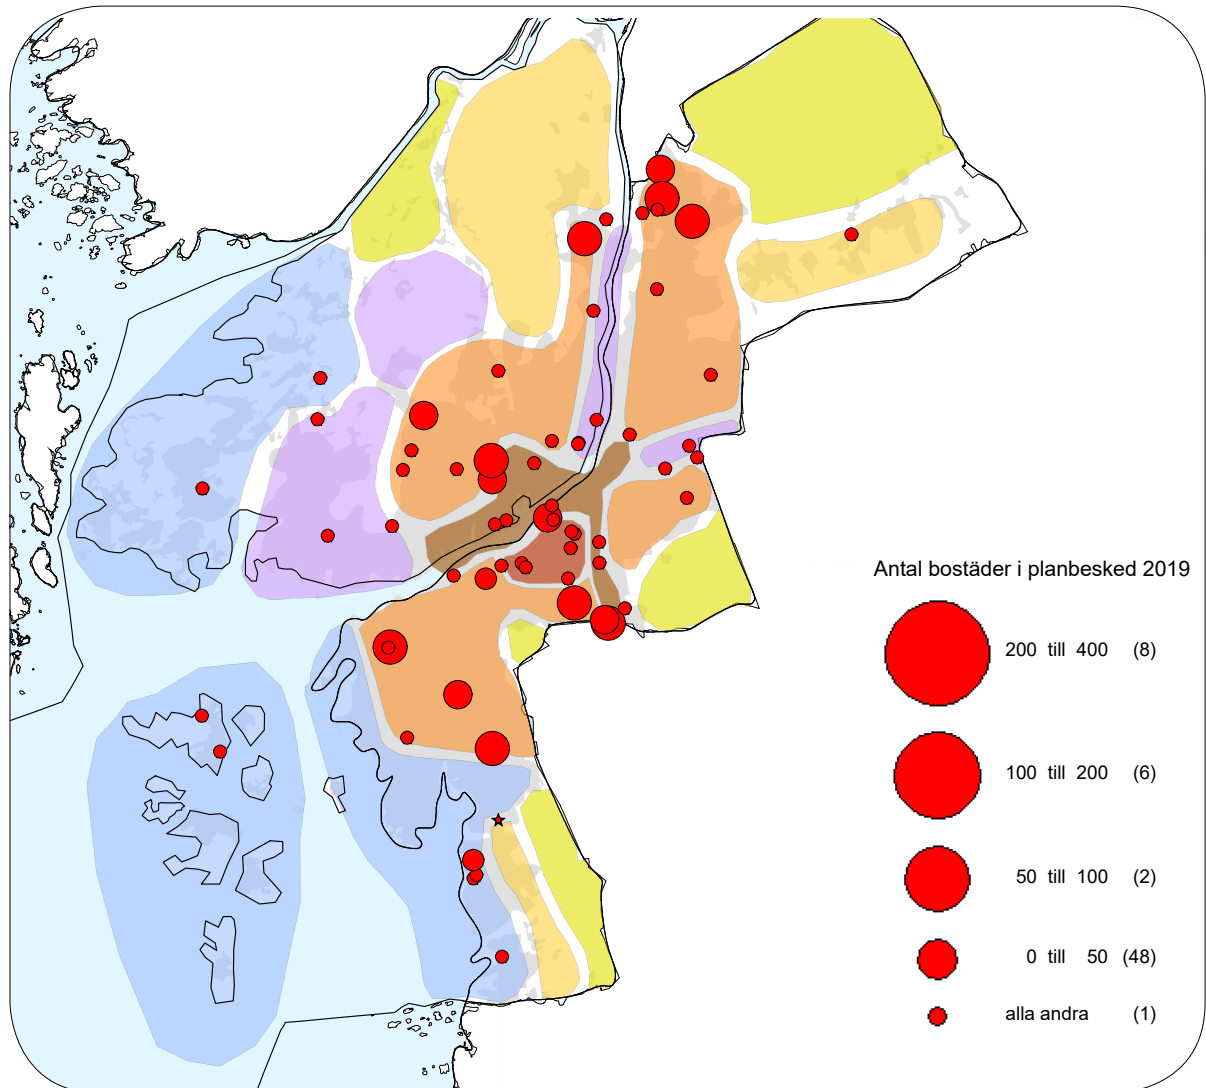 Antal bostäder i planbesked 2019
200 till 400 (8)
100 till 200 (6)
50 till 100 (2)
0 till 50 (48)
alla andra (1)